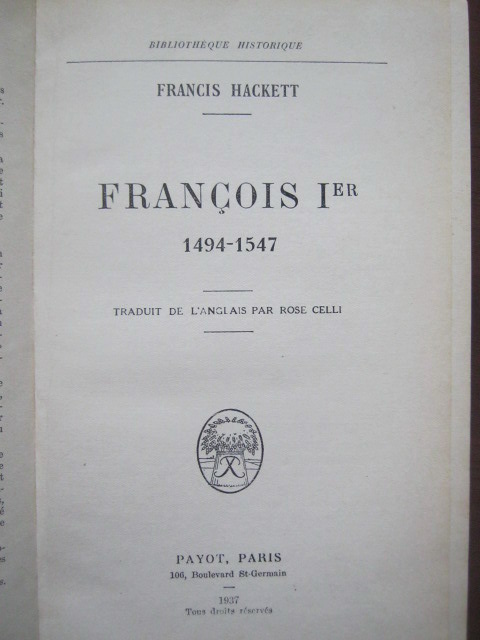 BIBLIOTHÈQUE HISTORIQUE
FRANCIS HACKETT
FRANÇOIS IER
1494-1547
TRADUIT DE L'ANGLAIS PAR ROSE CELLI
PAYOT, PARIS
106, Boulevard St-Germain
1937
Tous droits réservés